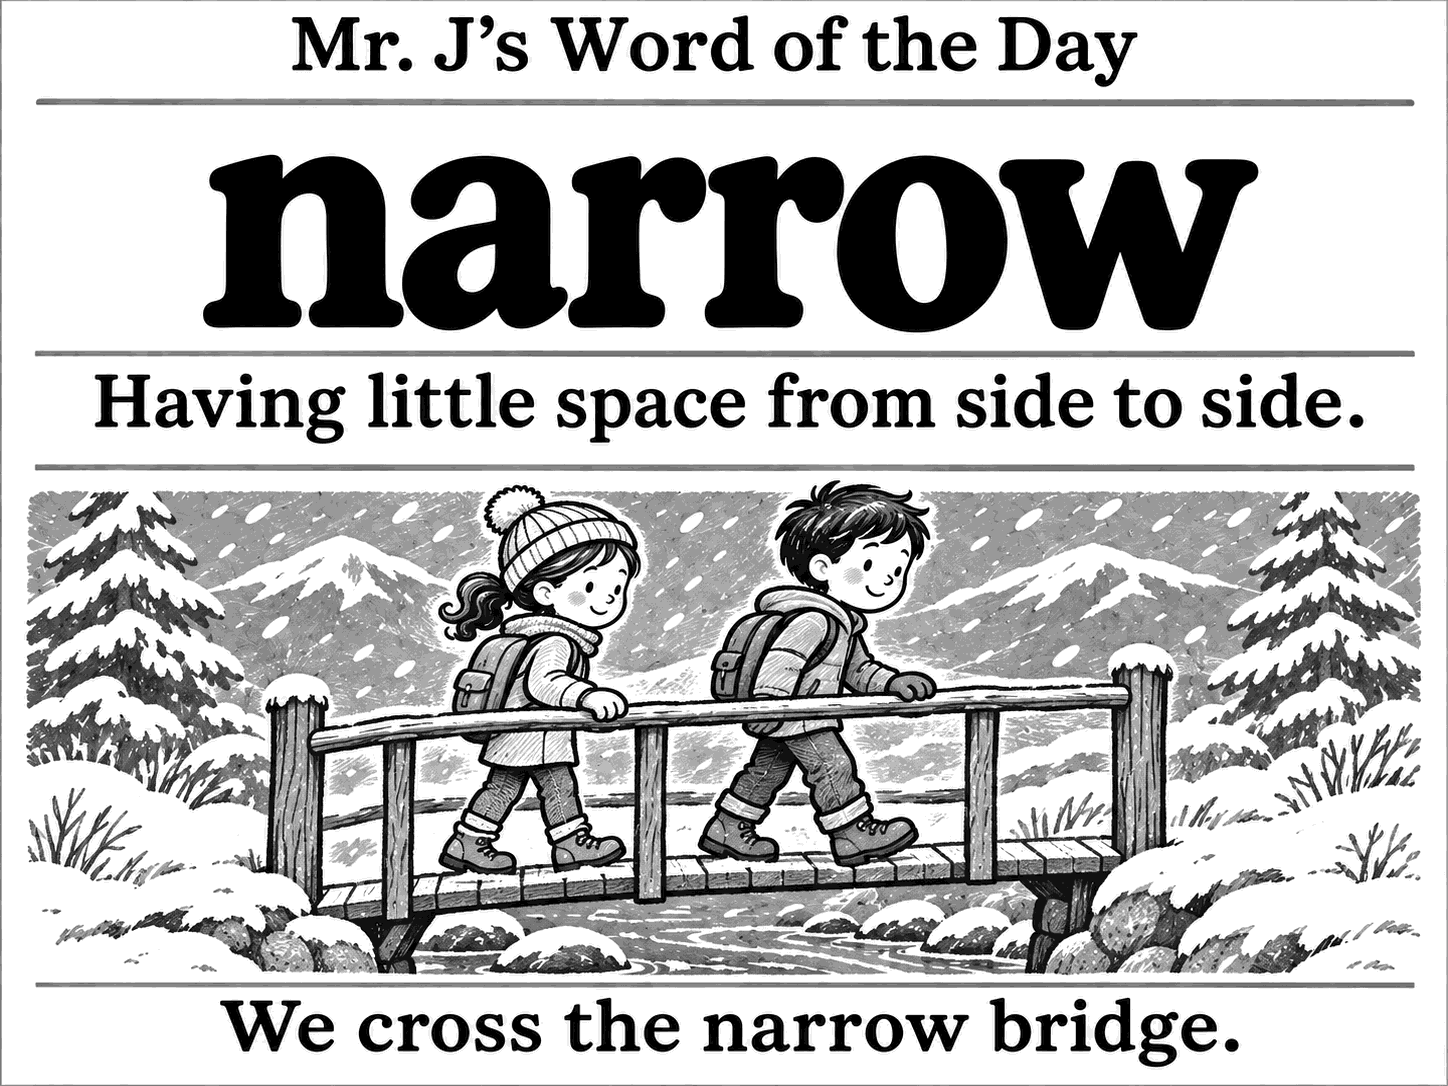 Mr. J’s Word of the Day
narrow
Having little space from side to side.
We cross the narrow bridge.